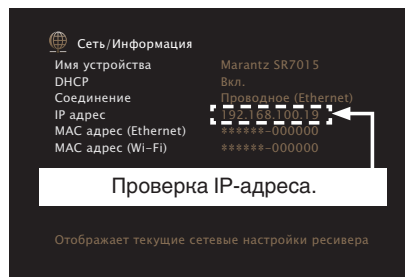 Сеть/Информация
Имя устройства Marantz SR7015
DHCP Вкл.
Соединение Проводное (Ethernet)
IP адрес 192.168.100.19
MAC адрес (Ethernet) ******-000000
MAC адрес (Wi-Fi) ******-000000
Проверка IP-адреса.
Отображает текущие сетевые настройки ресивера